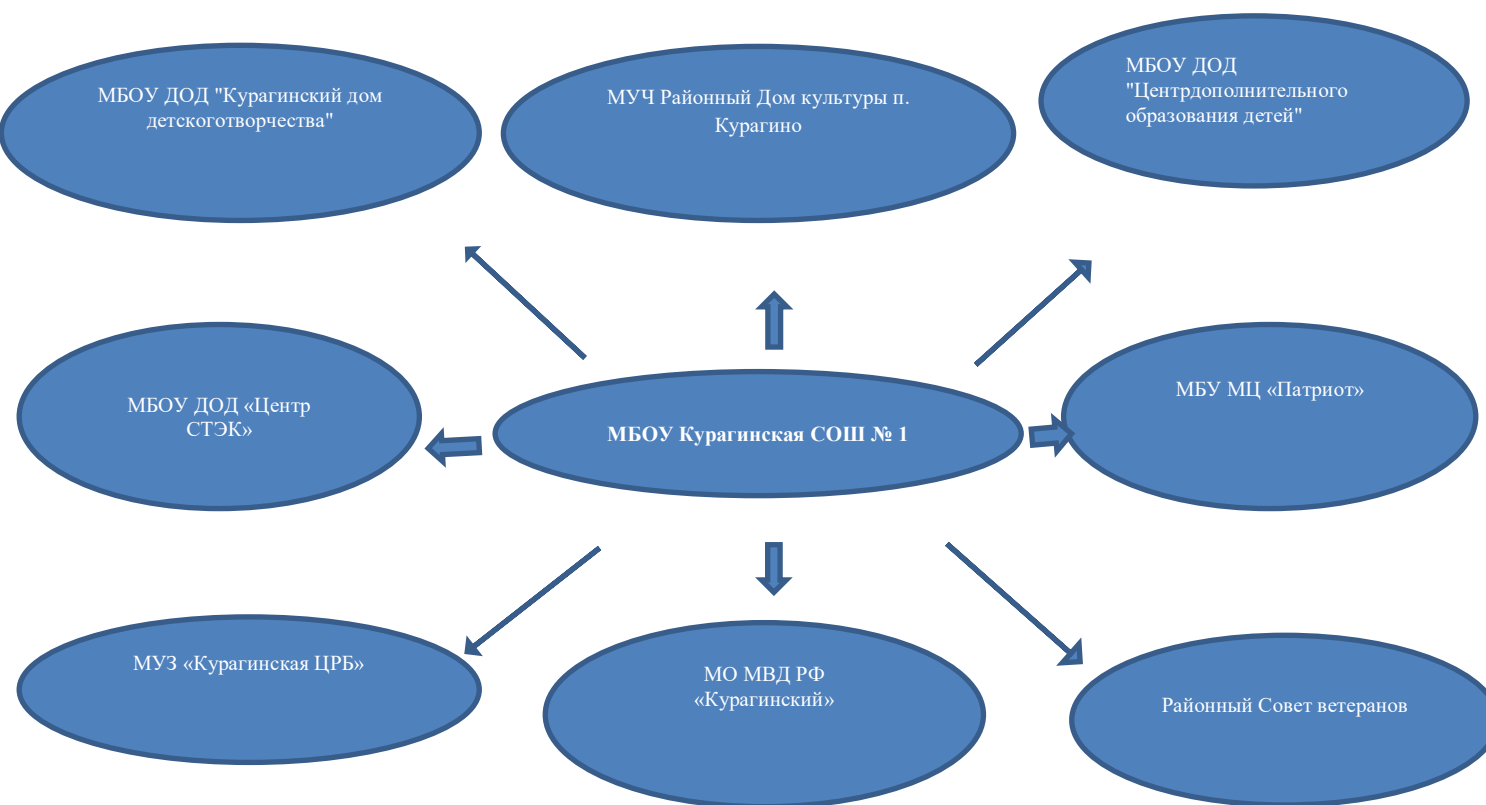 МБОУ ДОД "Курагинский дом
детскоготворчества"
МУЧ Районный Дом культуры п.
Курагино
МБОУ ДОД
"Центрдополнительного
образования детей"
МБОУ ДОД «Центр
СТЭК»
МБОУ Курагинская СОШ № 1
МБУ МЦ «Патриот»
МУЗ «Курагинская ЦРБ»
МО МВД РФ
«Курагинский»
Районный Совет ветеранов